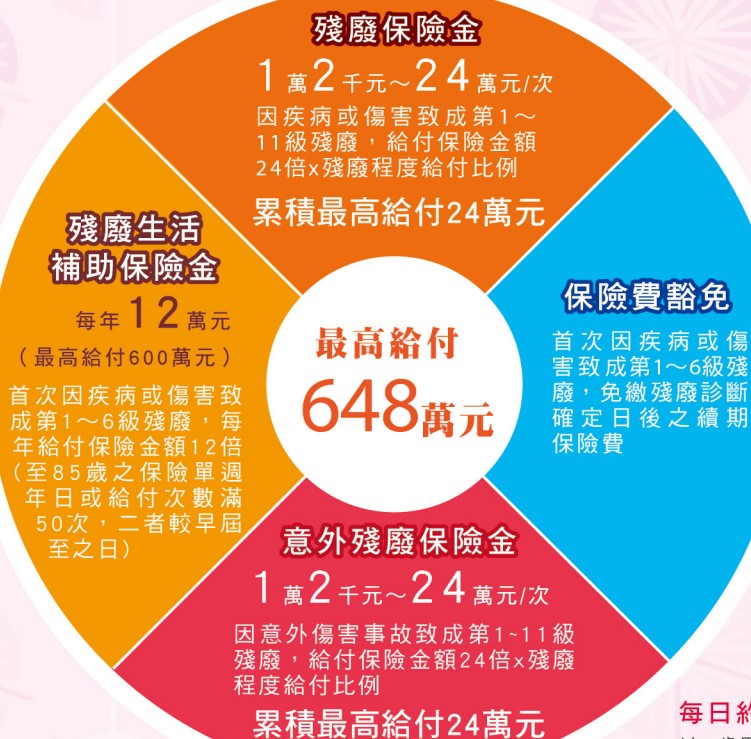 殘廢保險金
1萬2千元～24萬元/次
因疾病或傷害致成第1～
11級殘廢，給付保險金額
24倍x殘廢程度給付比例
累積最高給付24萬元
殘廢生活
補助保險金
每年12萬元
（最高給付600萬元）
首次因疾病或傷害致
成第1～6級殘廢，每
年給付保險金額12倍
（至85歲之保險單週
年日或給付次數滿
50次，二者較早屆
至之日）
最高給付
648萬元
保險費豁免
首次因疾病或傷
害致成第1～6級殘
廢，免繳殘廢診斷
確定日後之續期
保險費
意外殘廢保險金
1萬2千元～24萬元/次
因意外傷害事故致成第1-11級
殘廢，給付保險金額24倍x殘廢
程度給付比例
累積最高給付24萬元
每日約